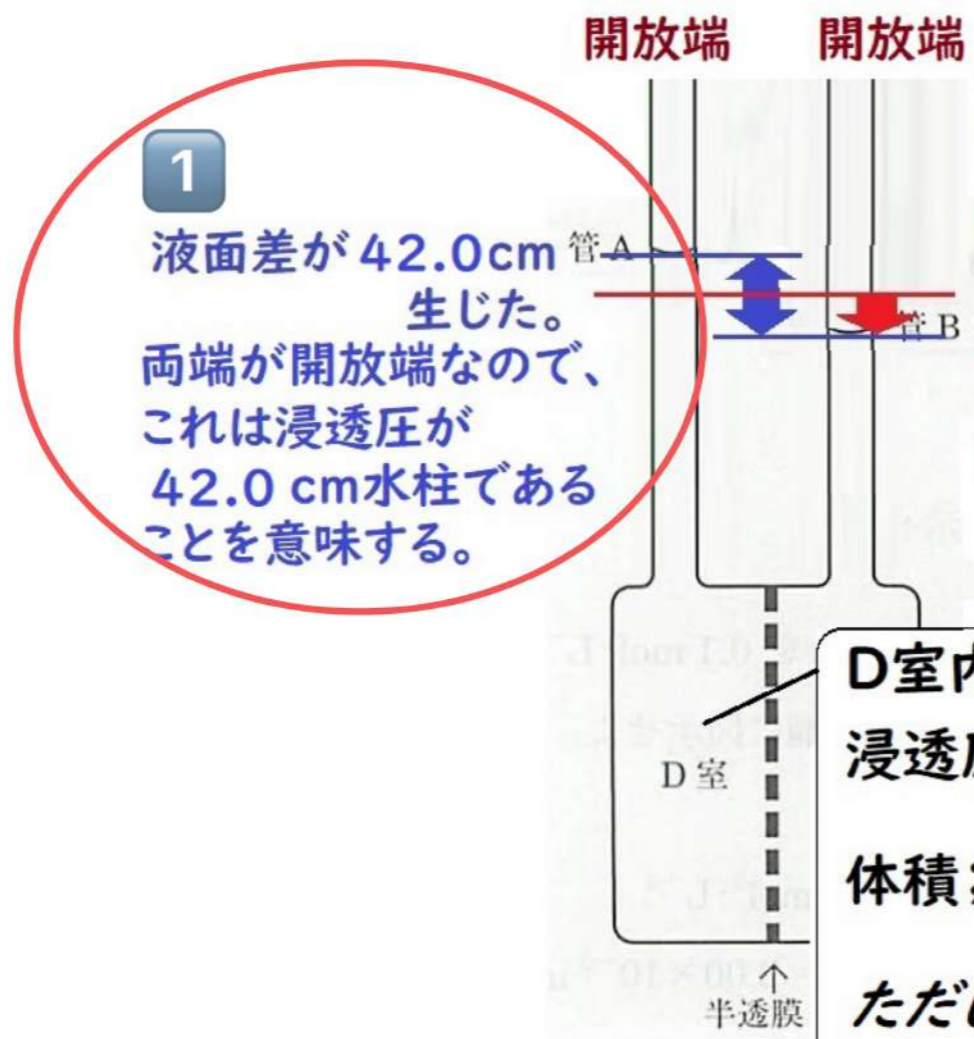 開放端 開放端
1
液面差が42.0cm
生じた。
両端が開放端なので、
これは浸透圧が
42.0 cm水柱である
ことを意味する。
管 A
管 B
D室
半透膜
D室内
浸透
体積
ただし